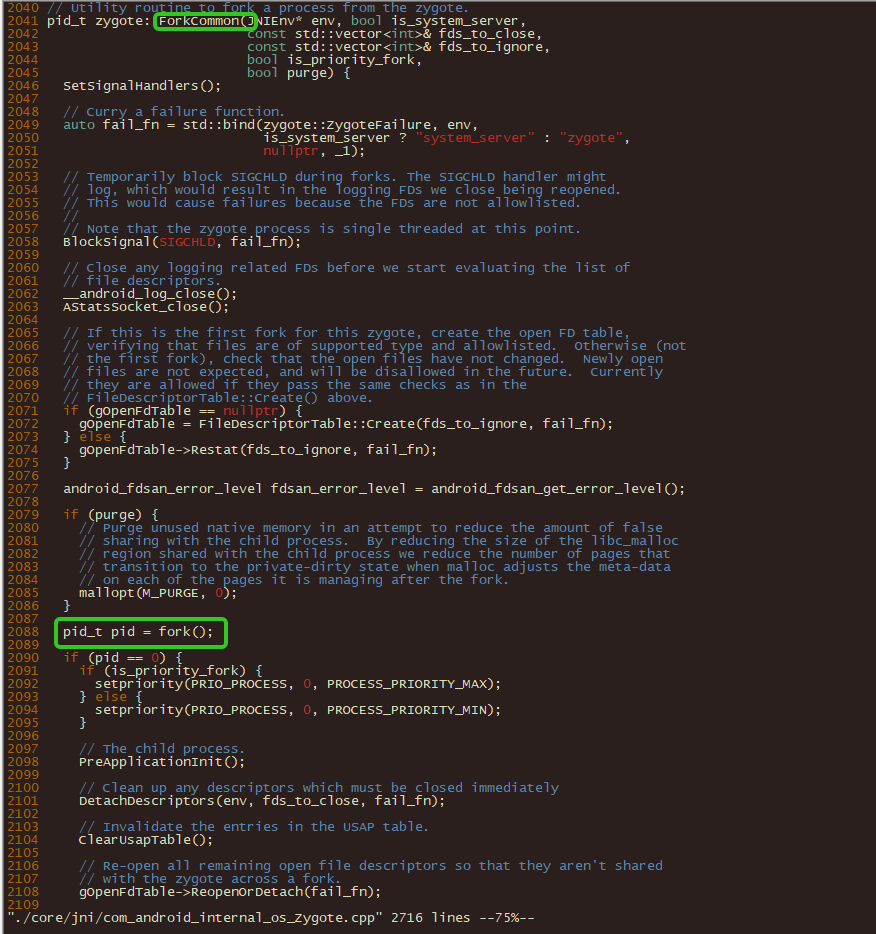 2040 // Utility routine to fork a process from the zygote.
2041 pid_t zygote::ForkCommon(JNIEnv* env, bool is_system_server,
2042                          const std::vector<int>& fds_to_close,
2043                          const std::vector<int>& fds_to_ignore,
2044                          bool is_priority_fork,
2045                          bool purge) {
2046   SetSignalHandlers();
2047
2048   // Curry a failure function.
2049   auto fail_fn = std::bind(zygote::ZygoteFailure, env,
2050                            is_system_server ? "system_server" : "zygote",
2051                            nullptr, _1);
2052
2053   // Temporarily block SIGCHLD during forks. The SIGCHLD handler might
2054   // log, which would result in the logging FDs we close being reopened.
2055   // This would cause failures because the FDs are not allowlisted.
2056   //
2057   // Note that the zygote process is single threaded at this point.
2058   BlockSignal(SIGCHLD, fail_fn);
2059
2060   // Close any logging related FDs before we start evaluating the list of
2061   // file descriptors.
2062   __android_log_close();
2063   AStatsSocket_close();
2064
2065   // If this is the first fork for this zygote, create the open FD table,
2066   // verifying that files are of supported type and allowlisted.  Otherwise (not
2067   // the first fork), check that the open files have not changed.  Newly open
2068   // files are not expected, and will be disallowed in the future.  Currently
2069   // they are allowed if they pass the same checks as in the
2070   // FileDescriptorTable::Create() above.
2071   if (gOpenFdTable == nullptr) {
2072     gOpenFdTable = FileDescriptorTable::Create(fds_to_ignore, fail_fn);
2073   } else {
2074     gOpenFdTable->Restat(fds_to_ignore, fail_fn);
2075   }
2076
2077   android_fdsan_error_level fdsan_error_level = android_fdsan_get_error_level();
2078
2079   if (purge) {
2080     // Purge unused native memory in an attempt to reduce the amount of false
2081     // sharing with the child process.  By reducing the size of the libc_malloc
2082     // region shared with the child process we reduce the number of pages that
2083     // transition to the private-dirty state when malloc adjusts the meta-data
2084     // on each of the pages it is managing after the fork.
2085     mallopt(M_PURGE, 0);
2086   }
2087
2088   pid_t pid = fork();
2089
2090   if (pid == 0) {
2091     if (is_priority_fork) {
2092       setpriority(PRIO_PROCESS, 0, PROCESS_PRIORITY_MAX);
2093     } else {
2094       setpriority(PRIO_PROCESS, 0, PROCESS_PRIORITY_MIN);
2095     }
2096
2097     // The child process.
2098     PreApplicationInit();
2099
2100     // Clean up any descriptors which must be closed immediately
2101     DetachDescriptors(env, fds_to_close, fail_fn);
2102
2103     // Invalidate the entries in the USAP table.
2104     ClearUsapTable();
2105
2106     // Re-open all remaining open file descriptors so that they aren't shared
2107     // with the zygote across a fork.
2108     gOpenFdTable->ReopenOrDetach(fail_fn);
2109
"./core/jni/com_android_internal_os_Zygote.cpp" 2716 lines --75%--